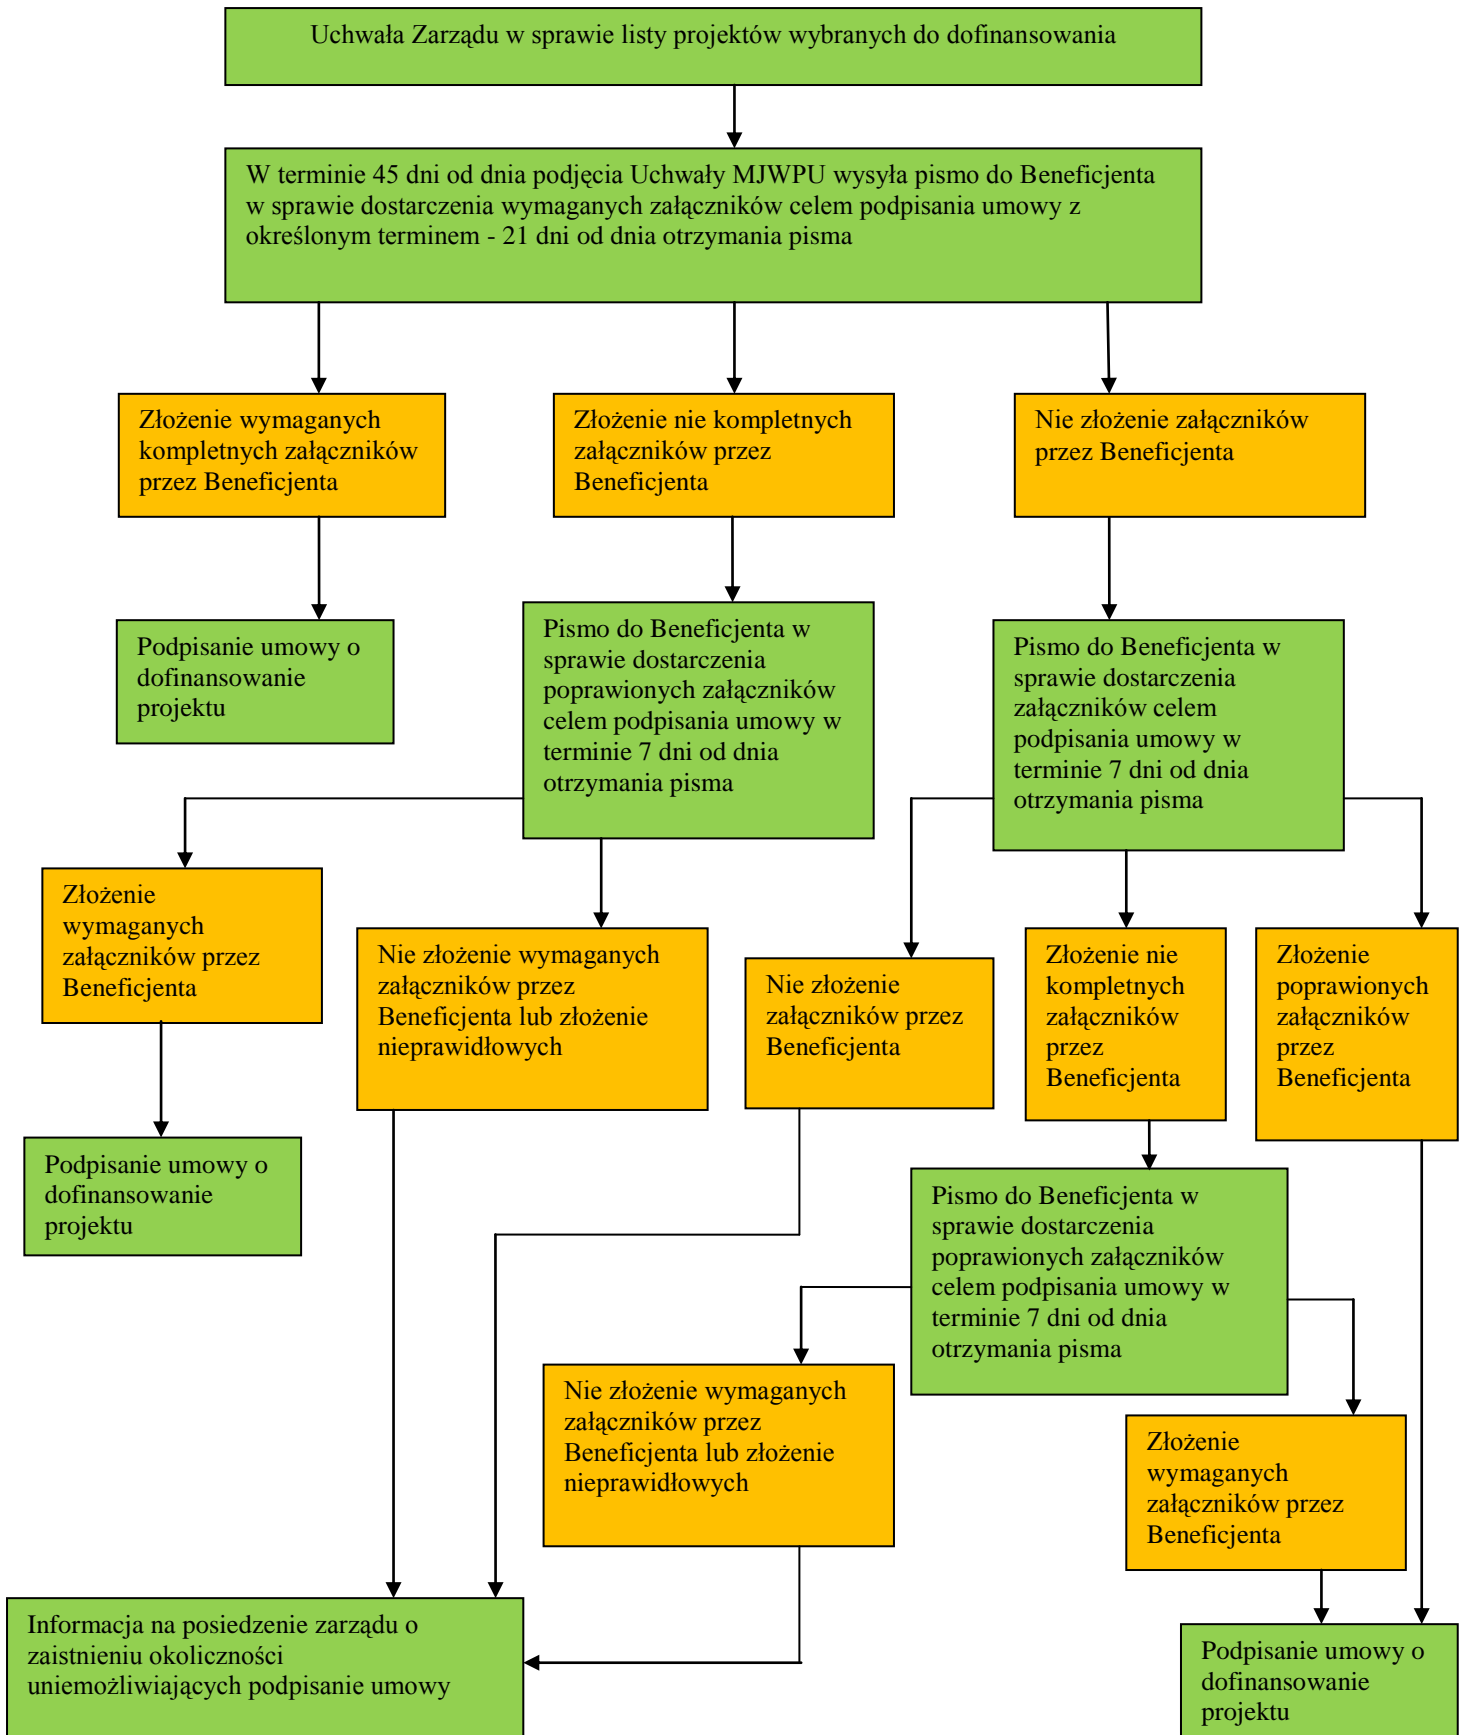 Uchwała Zarządu w sprawie listy projektów wybranych do dofinansowania
W terminie 45 dni od dnia podjęcia Uchwały MJWPU wysyła pismo do Beneficjenta
w sprawie dostarczenia wymaganych załączników celem podpisania umowy z
określonym terminem - 21 dni od dnia otrzymania pisma
Złożenie wymaganych
kompletnych załączników
przez Beneficjenta
Złożenie nie kompletnych
załączników przez
Beneficjenta
Nie złożenie załączników
przez Beneficjenta
Podpisanie umowy o
dofinansowanie
projektu
Pismo do Beneficjenta w
sprawie dostarczenia
poprawionych załączników
celem podpisania umowy w
terminie 7 dni od dnia
otrzymania pisma
Pismo do Beneficjenta w
sprawie dostarczenia
załączników celem
podpisania umowy w
terminie 7 dni od dnia
otrzymania pisma
Złożenie
wymaganych
załączników przez
Beneficjenta
Nie złożenie wymaganych
załączników przez
Beneficjenta lub złożenie
nieprawidłowych
Nie złożenie
załączników przez
Beneficjenta
Złożenie nie
kompletnych
załączników
przez
Beneficjenta
Złożenie
poprawionych
załączników
przez
Beneficjenta
Podpisanie umowy o
dofinansowanie
projektu
Pismo do Beneficjenta w
sprawie dostarczenia
poprawionych załączników
celem podpisania umowy w
terminie 7 dni od dnia
otrzymania pisma
Nie złożenie wymaganych
załączników przez
Beneficjenta lub złożenie
nieprawidłowych
Złożenie
wymaganych
załączników przez
Beneficjenta
Informacja na posiedzenie zarządu o
zaistnieniu okoliczności
uniemożliwiających podpisanie umowy
Podpisanie umowy o
dofinansowanie
projektu